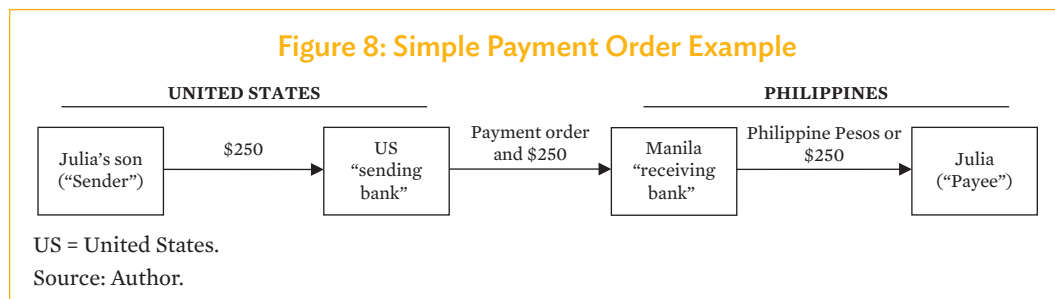 Figure 8: Simple Payment Order Example
UNITED STATES
PHILIPPINES
Julia's son
("Sender")
$250
US
"sending
bank"
Payment order
and $250
Manila
"receiving
bank"
Philippine Pesos or
$250
Julia
("Payee")
US = United States.
Source: Author.